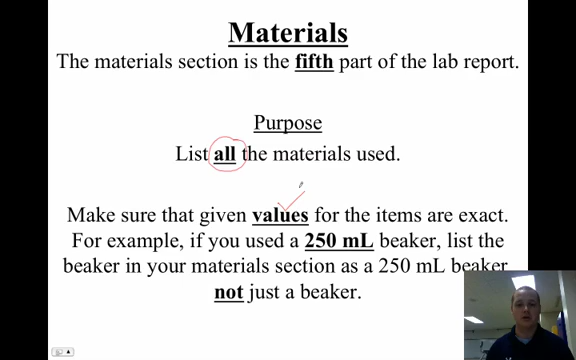 Materials
The materials section is the fifth part of the lab report.
Purpose
List all the materials used.
Make sure that given values for the items are exact.
For example, if you used a 250 mL beaker, list the
beaker in your materials section as a 250 mL beaker
not just a beaker.